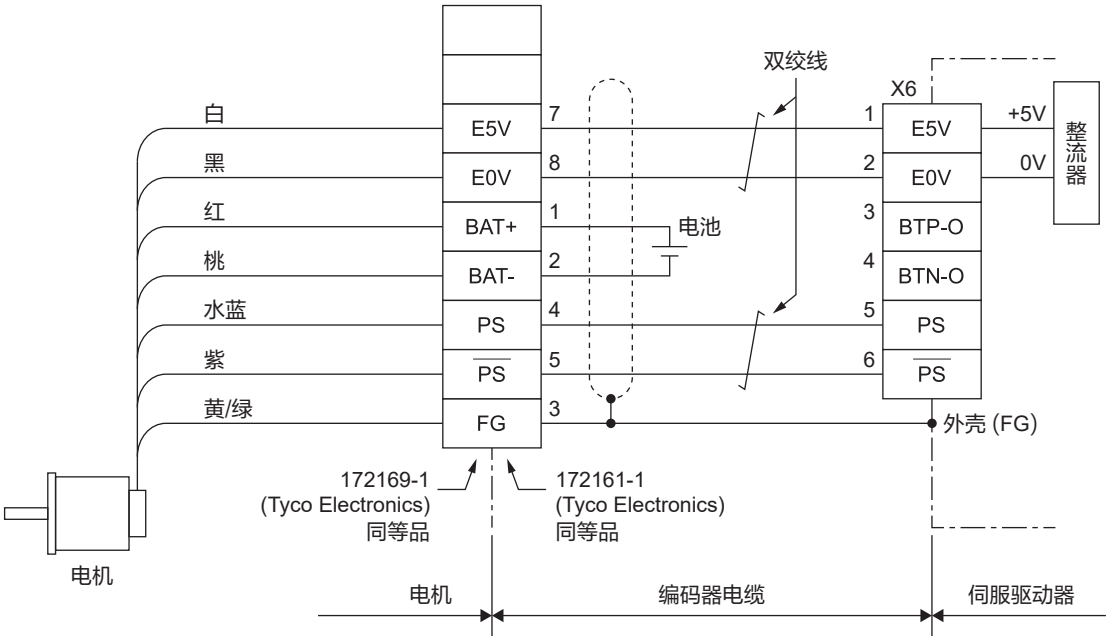 双绞线
X6
白 E5V 7 1 E5V +5V
整流器
黑 E0V 8 2 E0V 0V
红 BAT+ 1 电池 3 BTP-O
桃 BAT- 2 4 BTN-O
水蓝 PS 4 5 PS
紫 P̅S̅ 5 6 P̅S̅
黄/绿 FG 3 外壳 (FG)
172169-1
(Tyco Electronics)
同等品
172161-1
(Tyco Electronics)
同等品
电机
电机 编码器电缆 伺服驱动器